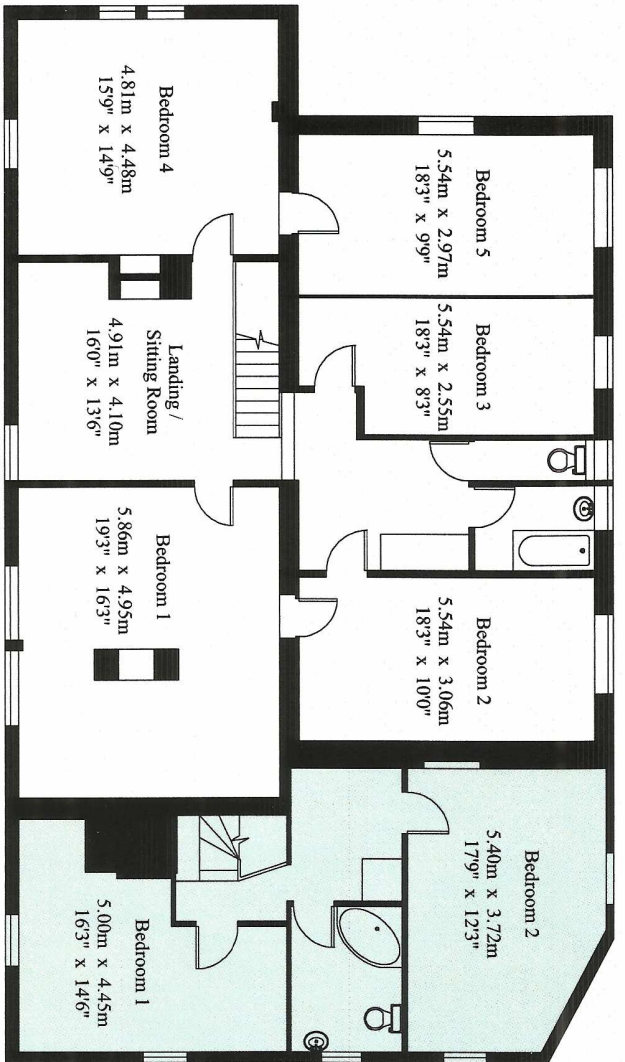 Bedroom 4
4.81m x 4.48m
15'9" x 14'9"
Bedroom 5
5.54m x 2.97m
18'3" x 9'9"
Bedroom 3
5.54m x 2.55m
18'3" x 8'3"
Landing /
Sitting Room
4.91m x 4.10m
16'0" x 13'6"
Bedroom 1
5.86m x 4.95m
19'3" x 16'3"
Bedroom 2
5.54m x 3.06m
18'3" x 10'0"
Bedroom 2
5.40m x 3.72m
17'9" x 12'3"
Bedroom 1
5.00m x 4.45m
16'3" x 14'6"